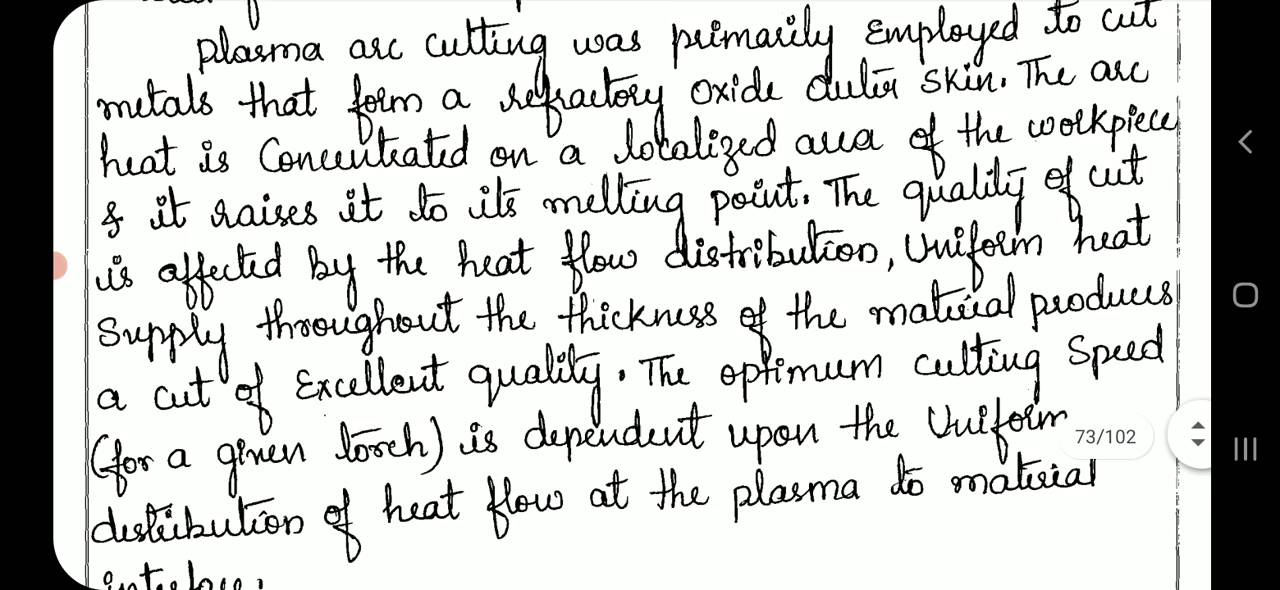 plasma arc cutting was primarily Employed to cut
metals that form a refractory oxide outer skin. The arc
heat is Concentrated on a localized area of the workpiece
& it raises it to its melting point. The quality of cut
is affected by the heat flow distribution, Uniform heat
Supply throughout the thickness of the material produces
a cut of Excellent quality. The optimum cutting Speed
(for a given torch) is dependent upon the Uniform
73/102
distribution of heat flow at the plasma to material